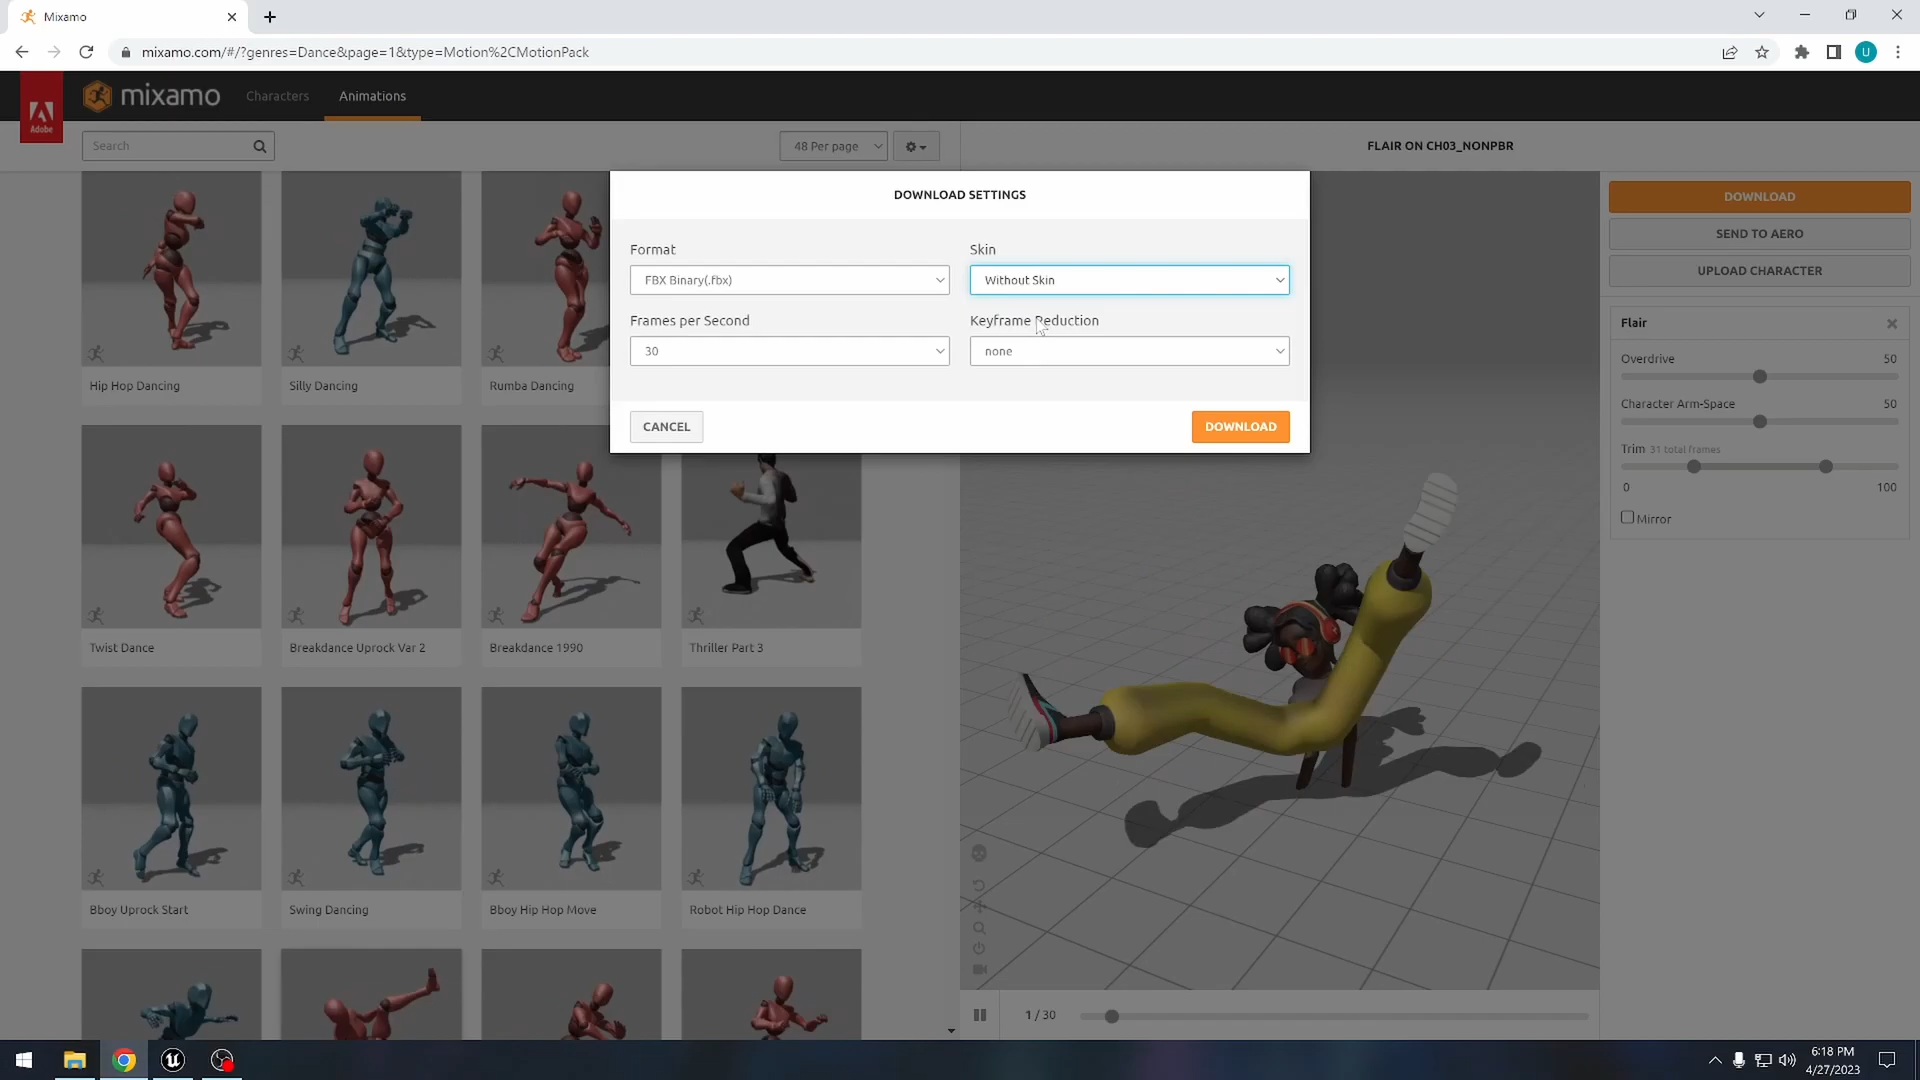 Mixamo
mixamo.com/#/?genres=Dance&page=1&type=Motion%2CMotionPack
U
Adobe
mixamo
Characters
Animations
Search
48 Per page
FLAIR ON CH03_NONPBR
DOWNLOAD SETTINGS
Format
Skin
FBX Binary(.fbx)
Without Skin
Frames per Second
Keyframe Reduction
30
none
CANCEL
DOWNLOAD
DOWNLOAD
SEND TO AERO
UPLOAD CHARACTER
Flair
Overdrive 50
Character Arm-Space 50
Trim 31 total frames
0 100
Mirror
Hip Hop Dancing
Silly Dancing
Rumba Dancing
Twist Dance
Breakdance Uprock Var 2
Breakdance 1990
Thriller Part 3
Bboy Uprock Start
Swing Dancing
Bboy Hip Hop Move
Robot Hip Hop Dance
1 / 30
6:18 PM
4/27/2023